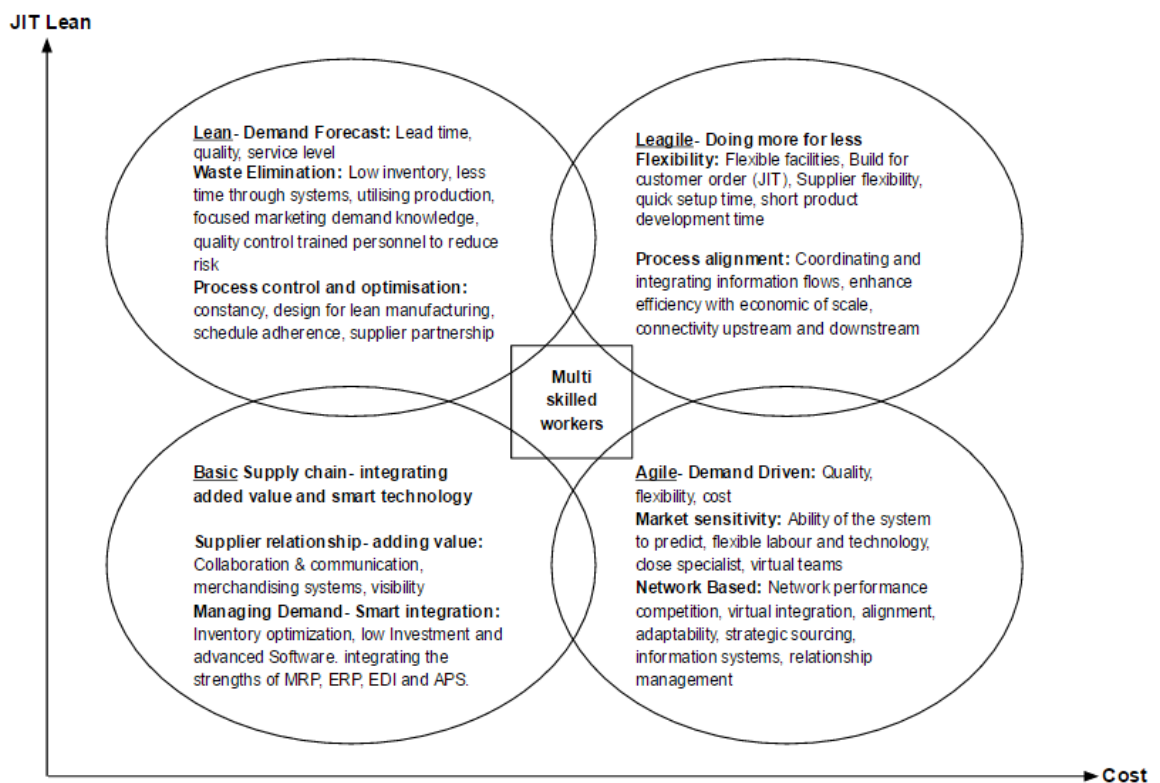 JIT Lean
Lean- Demand Forecast: Lead time,
quality, service level
Waste Elimination: Low inventory, less
time through systems, utilising production,
focused marketing demand knowledge,
quality control trained personnel to reduce
risk
Process control and optimisation:
constancy, design for lean manufacturing,
schedule adherence, supplier partnership
Leagile- Doing more for less
Flexibility: Flexible facilities, Build for
customer order (JIT), Supplier flexibility,
quick setup time, short product
development time
Process alignment: Coordinating and
integrating information flows, enhance
efficiency with economic of scale,
connectivity upstream and downstream
Multi
skilled
workers
Basic Supply chain- integrating
added value and smart technology
Supplier relationship- adding value:
Collaboration & communication,
merchandising systems, visibility
Managing Demand- Smart integration:
Inventory optimization, low Investment and
advanced Software. integrating the
strengths of MRP, ERP, EDI and APS.
Agile- Demand Driven: Quality,
flexibility, cost
Market sensitivity: Ability of the system
to predict, flexible labour and technology,
close specialist, virtual teams
Network Based: Network performance
competition, virtual integration, alignment,
adaptability, strategic sourcing,
information systems, relationship
management
Cost